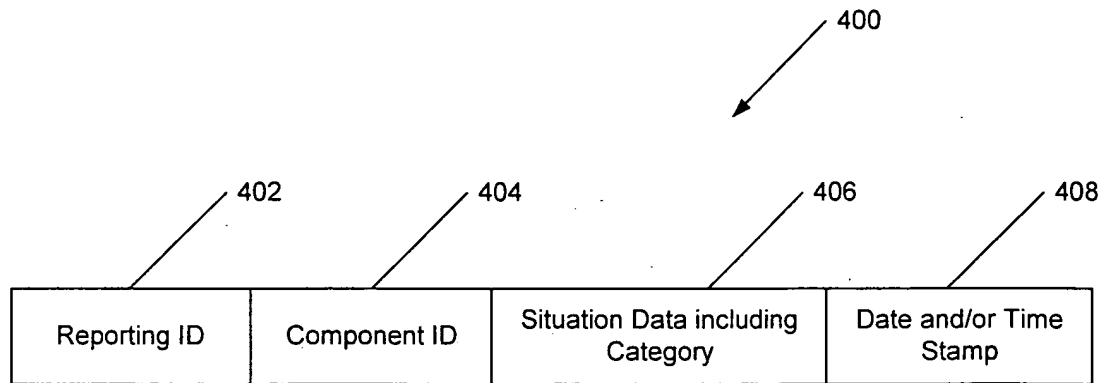 400
402
404
406
408
Reporting ID
Component ID
Situation Data including
Category
Date and/or Time
Stamp